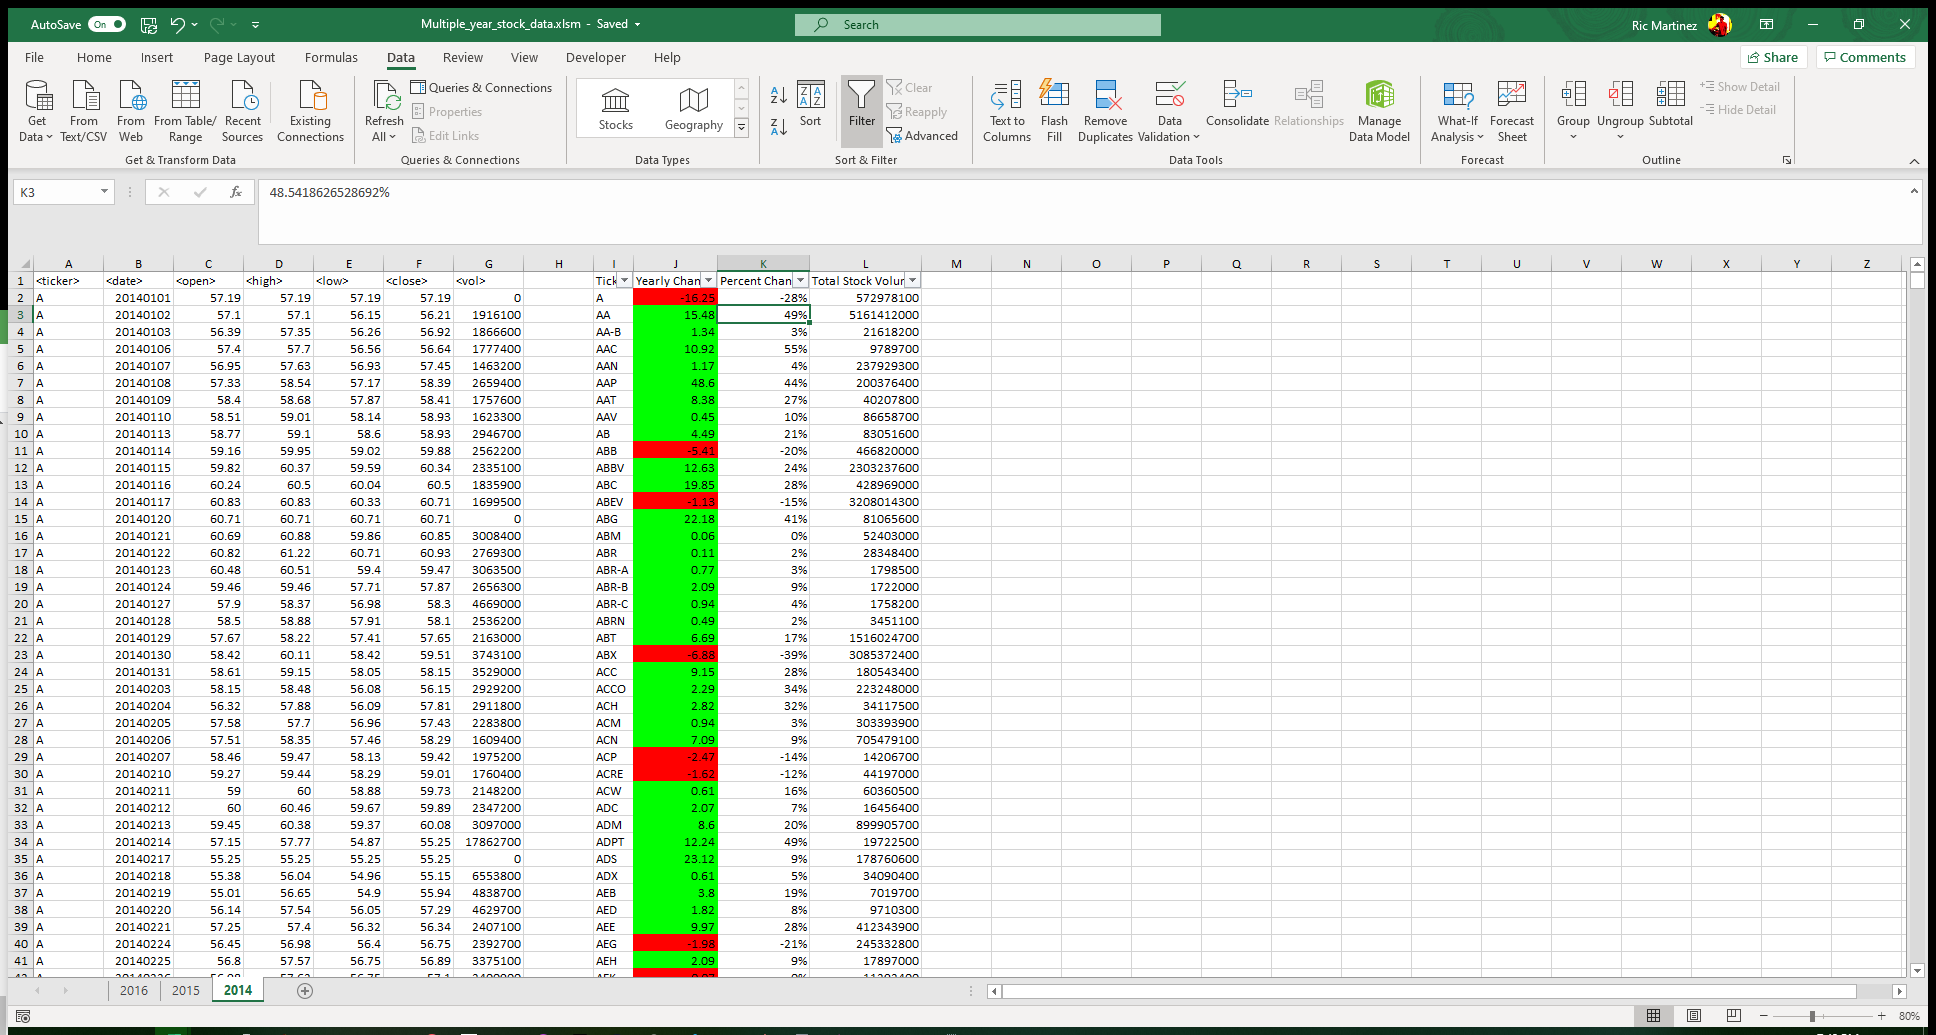 AutoSave On Multiple_year_stock_data.xlsm - Saved Search Ric Martinez
File Home Insert Page Layout Formulas Data Review View Developer Help Share Comments
Get Data From Text/CSV From Web From Table/ Range Recent Sources Existing Connections Refresh All Queries & Connections Properties Edit Links Stocks Geography Sort Filter Clear Reapply Advanced Text to Columns Flash Fill Remove Duplicates Data Validation Consolidate Relationships Manage Data Model What-If Analysis Forecast Sheet Group Ungroup Subtotal Show Detail Hide Detail
Get & Transform Data Queries & Connections Data Types Sort & Filter Data Tools Forecast Outline
K3 fx 48.5418626528692%
A B C D E F G H I J K L M N O P Q R S T U V W X Y Z
1 <ticker> <date> <open> <high> <low> <close> <vol> Tick Yearly Chan Percent Chan Total Stock Volur
2 A 20140101 57.19 57.19 57.19 57.19 0 A -16.25 -28% 572978100
3 A 20140102 57.1 57.1 56.15 56.21 1916100 AA 15.48 49% 5161412000
4 A 20140103 56.39 57.35 56.26 56.92 1866600 AA-B 1.34 3% 21618200
5 A 20140106 57.4 57.7 56.56 56.64 1777400 AAC 10.92 55% 9789700
6 A 20140107 56.95 57.63 56.93 57.45 1463200 AAN 1.17 4% 237929300
7 A 20140108 57.33 58.54 57.17 58.39 2659400 AAP 48.6 44% 200376400
8 A 20140109 58.4 58.68 57.87 58.41 1757600 AAT 8.38 27% 40207800
9 A 20140110 58.51 59.01 58.14 58.93 1623300 AAV 0.45 10% 86658700
10 A 20140113 58.77 59.1 58.6 58.93 2946700 AB 4.49 21% 83051600
11 A 20140114 59.16 59.95 59.02 59.88 2562200 ABB -5.41 -20% 466820000
12 A 20140115 59.82 60.37 59.59 60.34 2335100 ABBV 12.63 24% 2303237600
13 A 20140116 60.24 60.5 60.04 60.5 1835900 ABC 19.85 28% 428969000
14 A 20140117 60.83 60.83 60.33 60.71 1699500 ABEV -1.13 -15% 3208014300
15 A 20140120 60.71 60.71 60.71 60.71 0 ABG 22.18 41% 81065600
16 A 20140121 60.69 60.88 59.86 60.85 3008400 ABM 0.06 0% 52403000
17 A 20140122 60.82 61.22 60.71 60.93 2769300 ABR 0.11 2% 28348400
18 A 20140123 60.48 60.51 59.4 59.47 3063500 ABR-A 0.77 3% 1798500
19 A 20140124 59.46 59.46 57.71 57.87 2656300 ABR-B 2.09 9% 1722000
20 A 20140127 57.9 58.37 56.98 58.3 4669000 ABR-C 0.94 4% 1758200
21 A 20140128 58.5 58.88 57.91 58.1 2536200 ABRN 0.49 2% 3451100
22 A 20140129 57.67 58.22 57.41 57.65 2163000 ABT 6.69 17% 1516024700
23 A 20140130 58.42 60.11 58.42 59.51 3743100 ABX -6.88 -39% 3085372400
24 A 20140131 58.61 59.15 58.05 58.15 3529000 ACC 9.15 28% 180543400
25 A 20140203 58.15 58.48 56.08 56.15 2929200 ACCO 2.29 34% 223248000
26 A 20140204 56.32 57.88 56.09 57.81 2911800 ACH 2.82 32% 34117500
27 A 20140205 57.58 57.7 56.96 57.43 2283800 ACM 0.94 3% 303393900
28 A 20140206 57.51 58.35 57.46 58.29 1609400 ACN 7.09 9% 705479100
29 A 20140207 58.46 59.47 58.13 59.42 1975200 ACP -2.47 -14% 14206700
30 A 20140210 59.27 59.44 58.29 59.01 1760400 ACRE -1.62 -12% 44197000
31 A 20140211 59 60 58.88 59.73 2148200 ACW 0.61 16% 60360500
32 A 20140212 60 60.46 59.67 59.89 2347200 ADC 2.07 7% 16456400
33 A 20140213 59.45 60.38 59.37 60.08 3097000 ADM 8.6 20% 899905700
34 A 20140214 57.15 57.77 54.87 55.25 17862700 ADPT 12.24 49% 19722500
35 A 20140217 55.25 55.25 55.25 55.25 0 ADS 23.12 9% 178760600
36 A 20140218 55.38 56.04 54.96 55.15 6553800 ADX 0.61 5% 34090400
37 A 20140219 55.01 56.65 54.9 55.94 4838700 AEB 3.8 19% 7019700
38 A 20140220 56.14 57.54 56.05 57.29 4629700 AED 1.82 8% 9710300
39 A 20140221 57.25 57.4 56.32 56.34 2407100 AEE 9.97 28% 412343900
40 A 20140224 56.45 56.98 56.4 56.75 2392700 AEG -1.98 -21% 245332800
41 A 20140225 56.8 57.57 56.75 56.89 3375100 AEH 2.09 9% 17897000
2016 2015 2014
80%